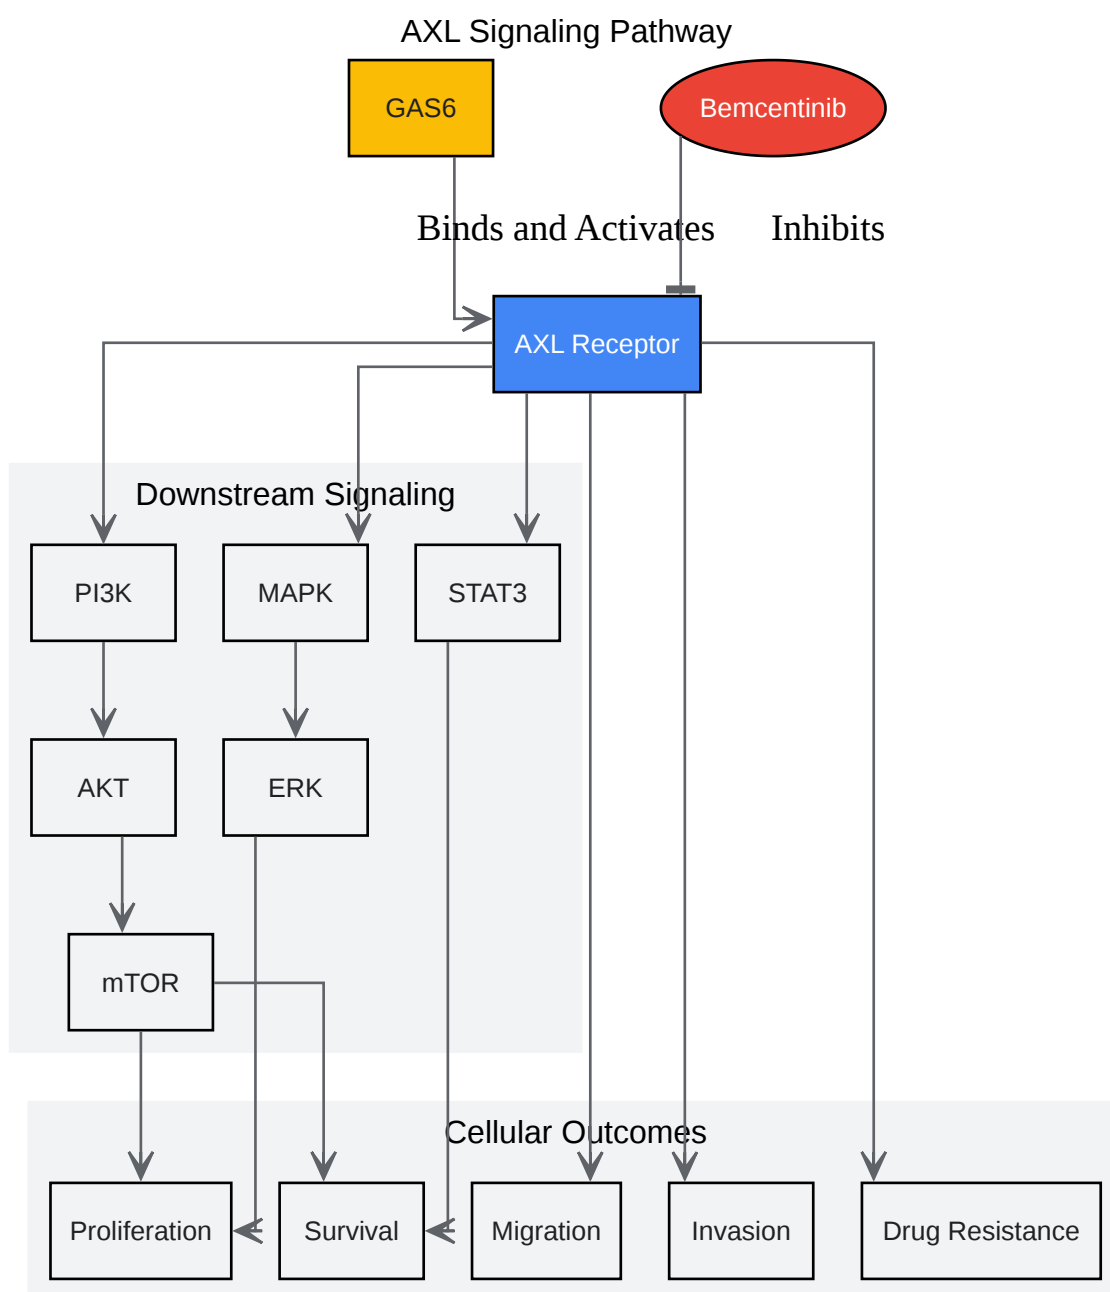 AXL Signaling Pathway
GAS6
Bemcentinib
Binds and Activates
Inhibits
AXL Receptor
Downstream Signaling
PI3K
MAPK
STAT3
AKT
ERK
mTOR
Cellular Outcomes
Proliferation
Survival
Migration
Invasion
Drug Resistance